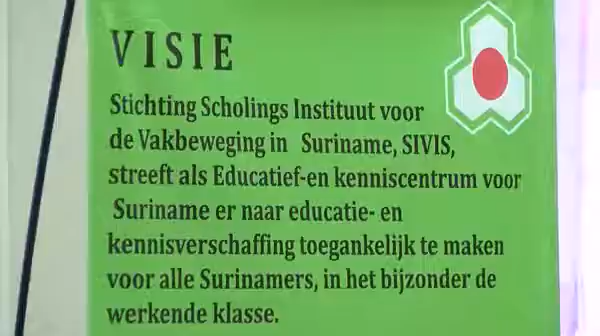 VISIE
Stichting Scholings Instituut voor
de Vakbeweging in Suriname, SIVIS,
streeft als Educatief-en kenniscentrum voor
Suriname er naar educatie- en
kennisverschaffing toegankelijk te maken
voor alle Surinamers, in het bijzonder de
werkende klasse.